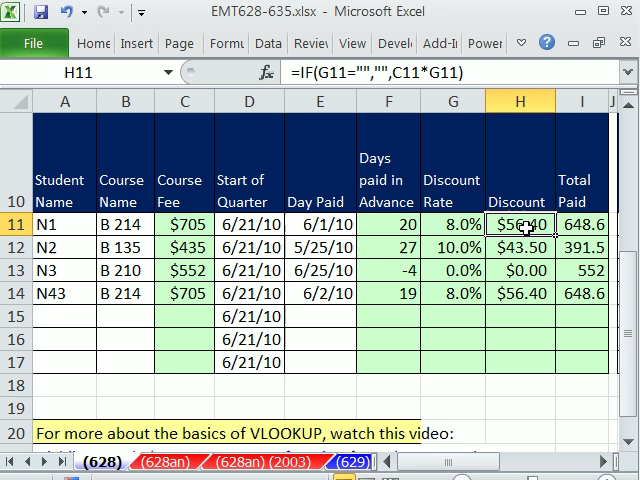 EMT628-635.xlsx - Microsoft Excel
File Home Insert Page Formu Data Reviev View Develo Add-I Power
H11 fx =IF(G11="","",C11*G11)
A B C D E F G H I J
10 Student Name Course Name Course Fee Start of Quarter Day Paid Days paid in Advance Discount Rate Discount Total Paid
11 N1 B 214 $705 6/21/10 6/1/10 20 8.0% $56.40 648.6
12 N2 B 135 $435 6/21/10 5/25/10 27 10.0% $43.50 391.5
13 N3 B 210 $552 6/21/10 6/25/10 -4 0.0% $0.00 552
14 N43 B 214 $705 6/21/10 6/2/10 19 8.0% $56.40 648.6
15 6/21/10
16 6/21/10
17 6/21/10
18
19
20 For more about the basics of VLOOKUP, watch this video:
(628) (628an) (628an) (2003) (629)